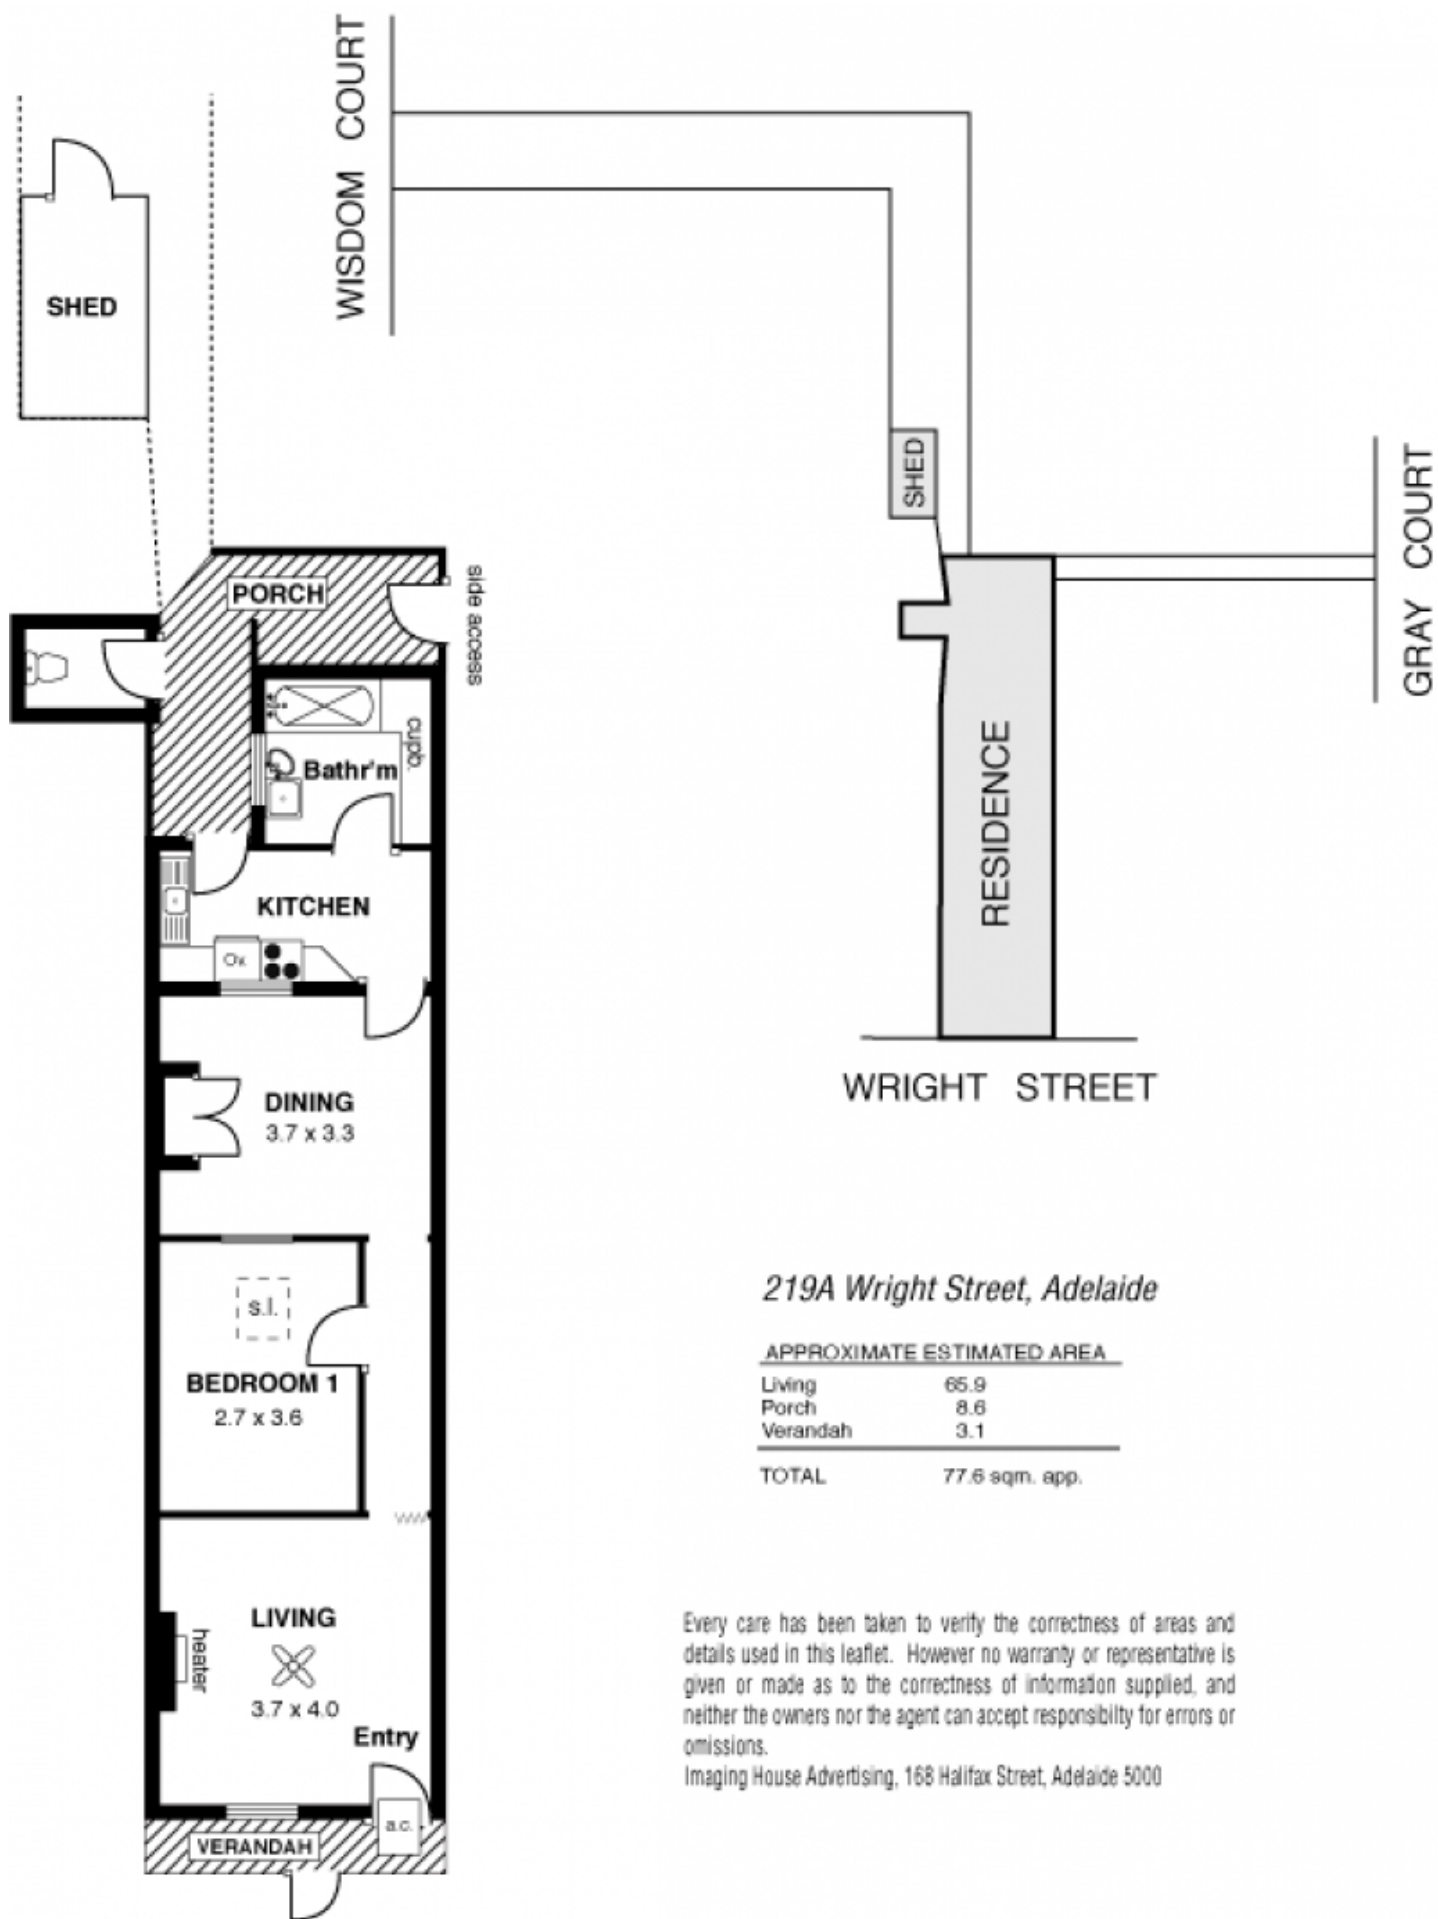 WISDOM COURT
SHED
SHED
GRAY COURT
PORCH
side access
cupb.
Bathr'm
RESIDENCE
KITCHEN
Ov
WRIGHT STREET
DINING
3.7 x 3.3
219A Wright Street, Adelaide
s.l.
APPROXIMATE ESTIMATED AREA
BEDROOM 1
2.7 x 3.6
Living 65.9
Porch 8.6
Verandah 3.1
TOTAL 77.6 sqm. app.
LIVING
heater
3.7 x 4.0
Entry
Every care has been taken to verify the correctness of areas and
details used in this leaflet. However no warranty or representative is
given or made as to the correctness of information supplied, and
neither the owners nor the agent can accept responsibilty for errors or
omissions.
Imaging House Advertising, 168 Halifax Street, Adelaide 5000
a.c.
VERANDAH